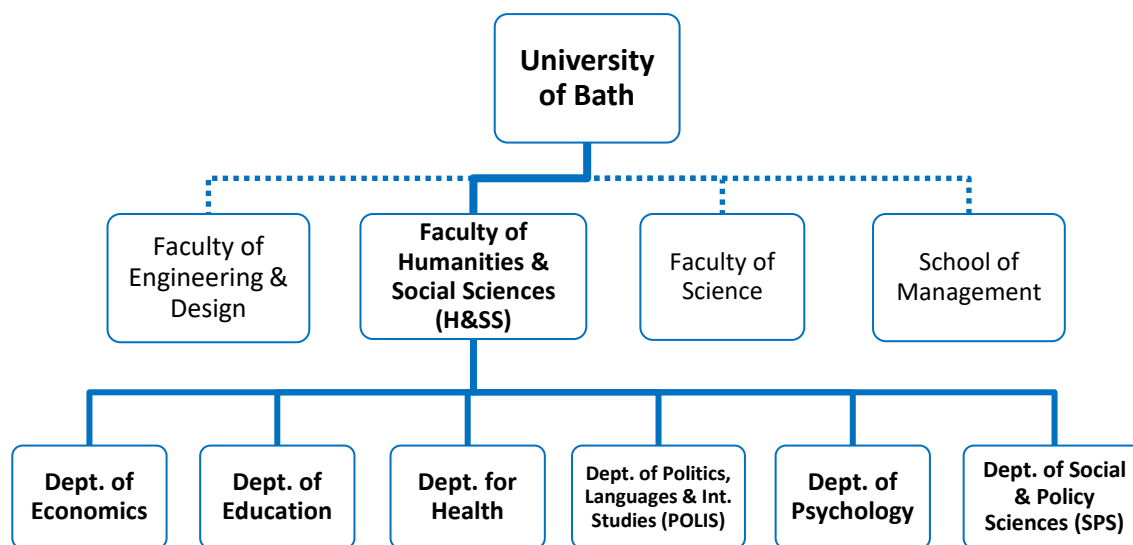 University
of Bath
Faculty of
Engineering &
Design
Faculty of
Humanities &
Social Sciences
(H&SS)
Faculty of
Science
School of
Management
Dept. of
Economics
Dept. of
Education
Dept. for
Health
Dept. of Politics,
Languages & Int.
Studies (POLIS)
Dept. of
Psychology
Dept. of Social
& Policy
Sciences (SPS)